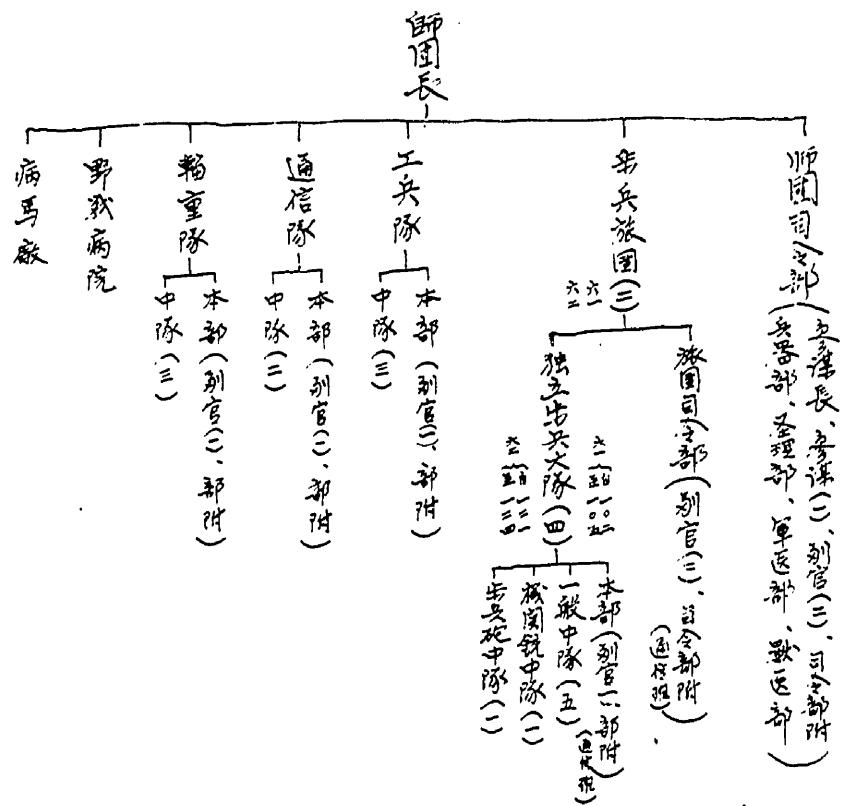 師団長
師団司令部(参謀長、参謀(二)、副官(二)、司令部附
兵器部、経理部、軍医部、獣医部)
歩兵旅団(二)
六一
六二
旅団司令部(副官(三)、司令部附)
(通信班)
独立歩兵大隊(四)
本部(副官一、部附)
(通信班)
一般中隊(五)
機関銃中隊(一)
歩兵砲中隊(一)
工兵隊
本部(副官(一)、部附)
中隊(三)
通信隊
本部(副官(一)、部附)
中隊(二)
輜重隊
本部(副官(一)、部附)
中隊(三)
野戦病院
病馬廠